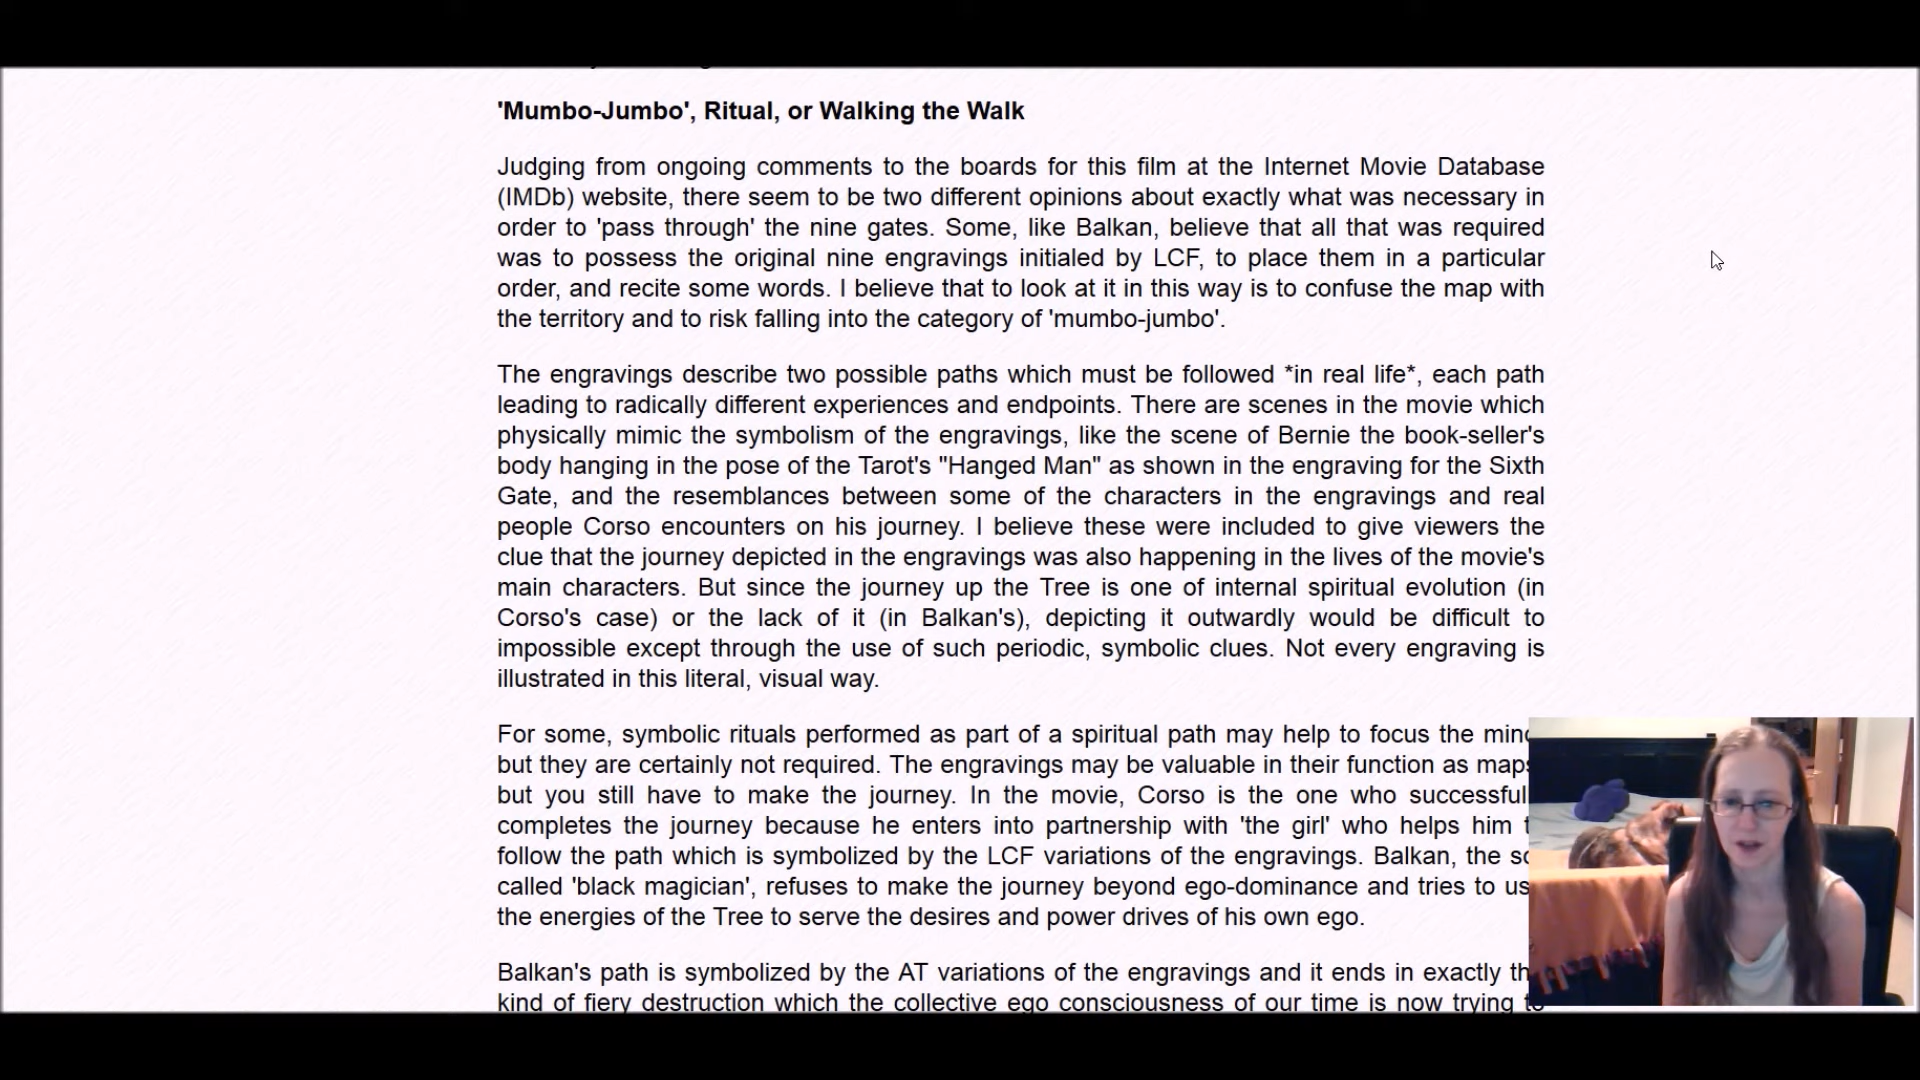 'Mumbo-Jumbo', Ritual, or Walking the Walk
Judging from ongoing comments to the boards for this film at the Internet Movie Database
(IMDb) website, there seem to be two different opinions about exactly what was necessary in
order to 'pass through' the nine gates. Some, like Balkan, believe that all that was required
was to possess the original nine engravings initialed by LCF, to place them in a particular
order, and recite some words. I believe that to look at it in this way is to confuse the map with
the territory and to risk falling into the category of 'mumbo-jumbo'.
The engravings describe two possible paths which must be followed *in real life*, each path
leading to radically different experiences and endpoints. There are scenes in the movie which
physically mimic the symbolism of the engravings, like the scene of Bernie the book-seller's
body hanging in the pose of the Tarot's "Hanged Man" as shown in the engraving for the Sixth
Gate, and the resemblances between some of the characters in the engravings and real
people Corso encounters on his journey. I believe these were included to give viewers the
clue that the journey depicted in the engravings was also happening in the lives of the movie's
main characters. But since the journey up the Tree is one of internal spiritual evolution (in
Corso's case) or the lack of it (in Balkan's), depicting it outwardly would be difficult to
impossible except through the use of such periodic, symbolic clues. Not every engraving is
illustrated in this literal, visual way.
For some, symbolic rituals performed as part of a spiritual path may help to focus the
but they are certainly not required. The engravings may be valuable in their function as maps
but you still have to make the journey. In the movie, Corso is the one who
completes the journey because he enters into partnership with 'the girl' who helps him
follow the path which is symbolized by the LCF variations of the engravings. Balkan, the
called 'black magician', refuses to make the journey beyond ego-dominance and tries to
the energies of the Tree to serve the desires and power drives of his own ego.
Balkan's path is symbolized by the AT variations of the engravings and it ends in exactly
kind of fiery destruction which the collective ego consciousness of our time is now trying